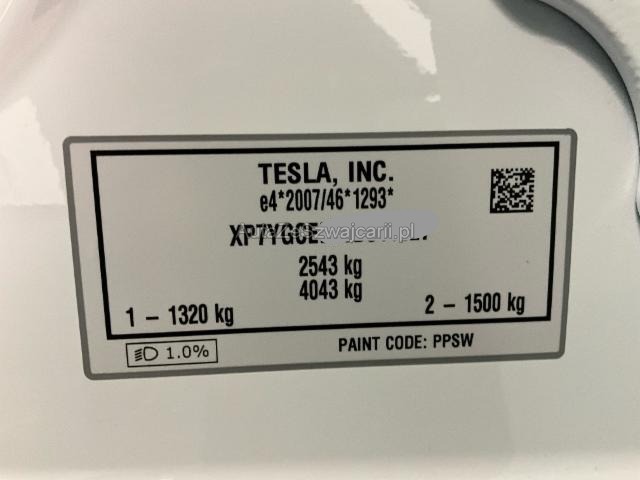 TESLA, INC.
e4*2007/46*1293*
2543 kg
4043 kg
1 – 1320 kg
2 – 1500 kg
1.0%
PAINT CODE: PPSW